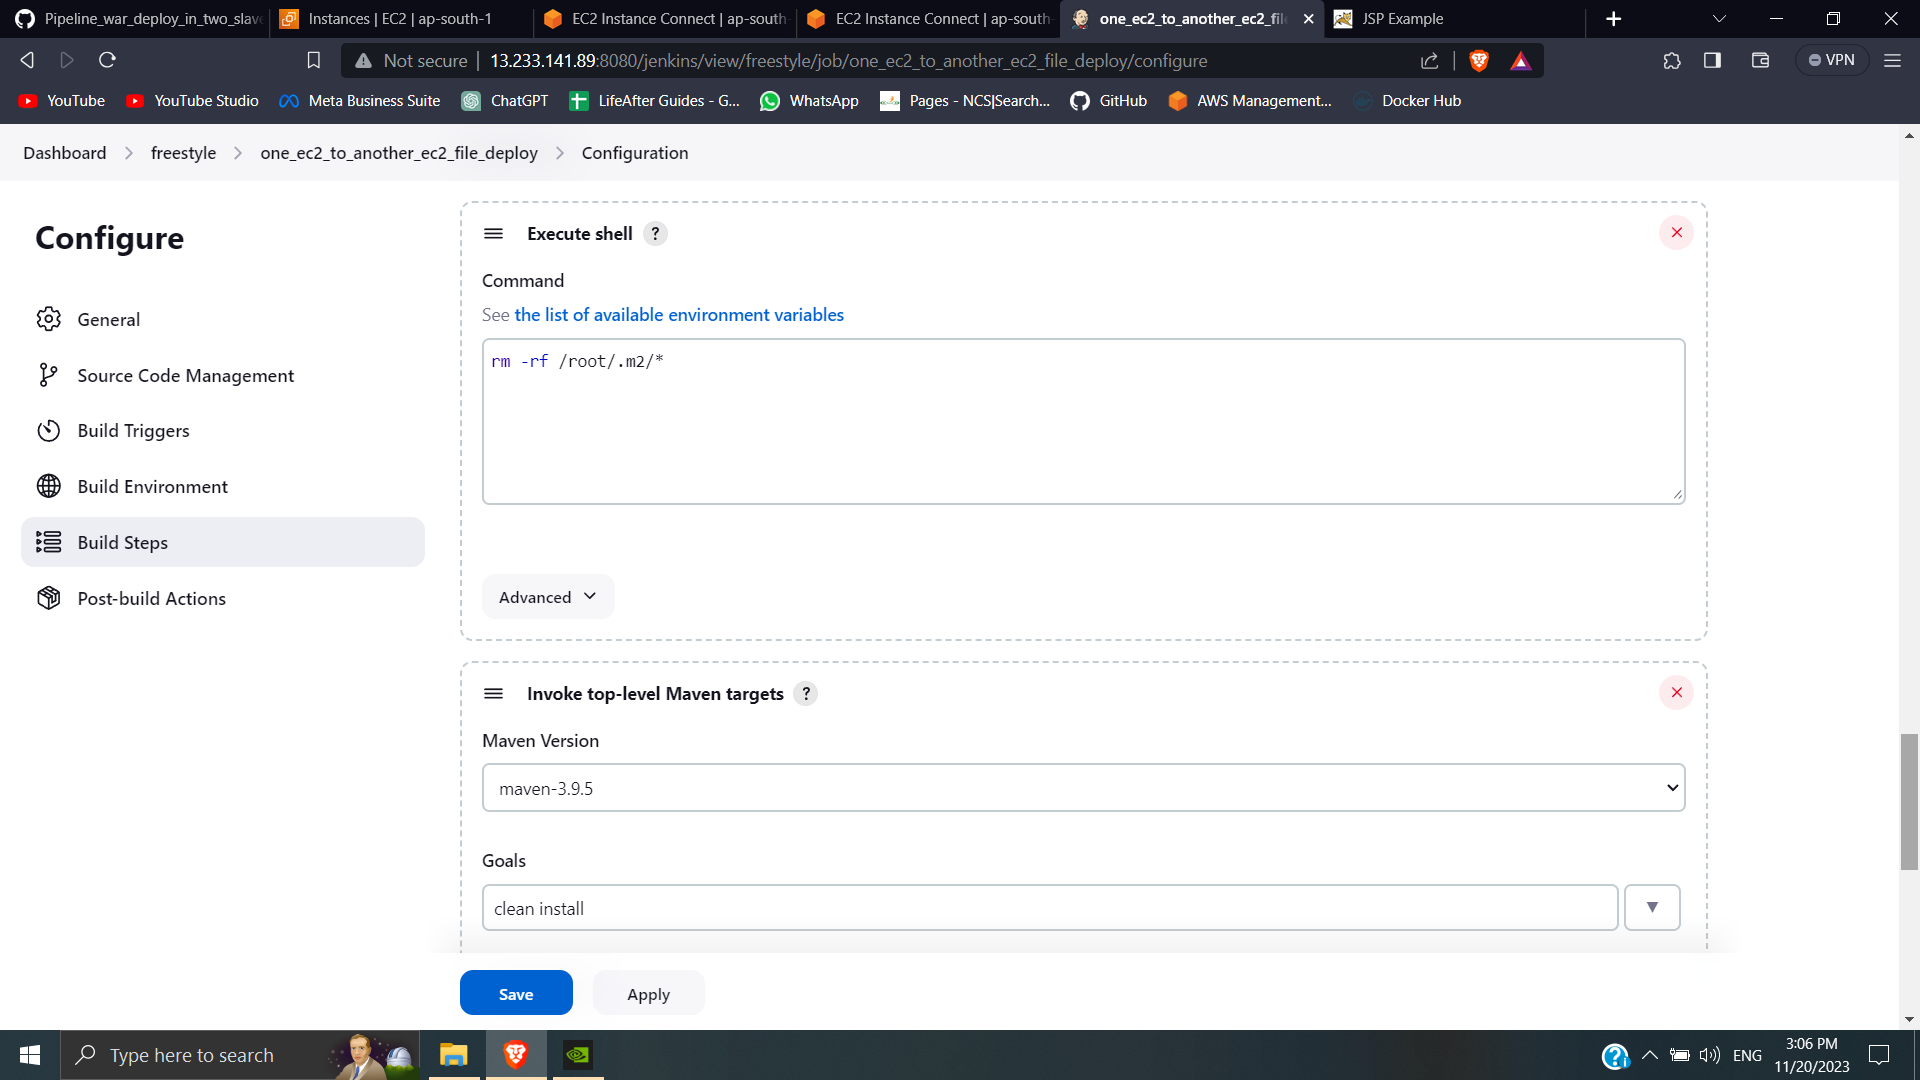 Pipeline_war_deploy_in_two_slave
Instances | EC2 | ap-south-1
EC2 Instance Connect | ap-south-
EC2 Instance Connect | ap-south-
one_ec2_to_another_ec2_file
JSP Example
Not secure
13.233.141.89:8080/jenkins/view/freestyle/job/one_ec2_to_another_ec2_file_deploy/configure
VPN
YouTube
YouTube Studio
Meta Business Suite
ChatGPT
LifeAfter Guides - G...
WhatsApp
Pages - NCS|Search...
GitHub
AWS Management...
Docker Hub
Dashboard
freestyle
one_ec2_to_another_ec2_file_deploy
Configuration
Configure
General
Source Code Management
Build Triggers
Build Environment
Build Steps
Post-build Actions
Execute shell ?
Command
See the list of available environment variables
rm -rf /root/.m2/*
Advanced
Invoke top-level Maven targets ?
Maven Version
maven-3.9.5
Goals
clean install
Save
Apply
Type here to search
ENG
3:06 PM
11/20/2023